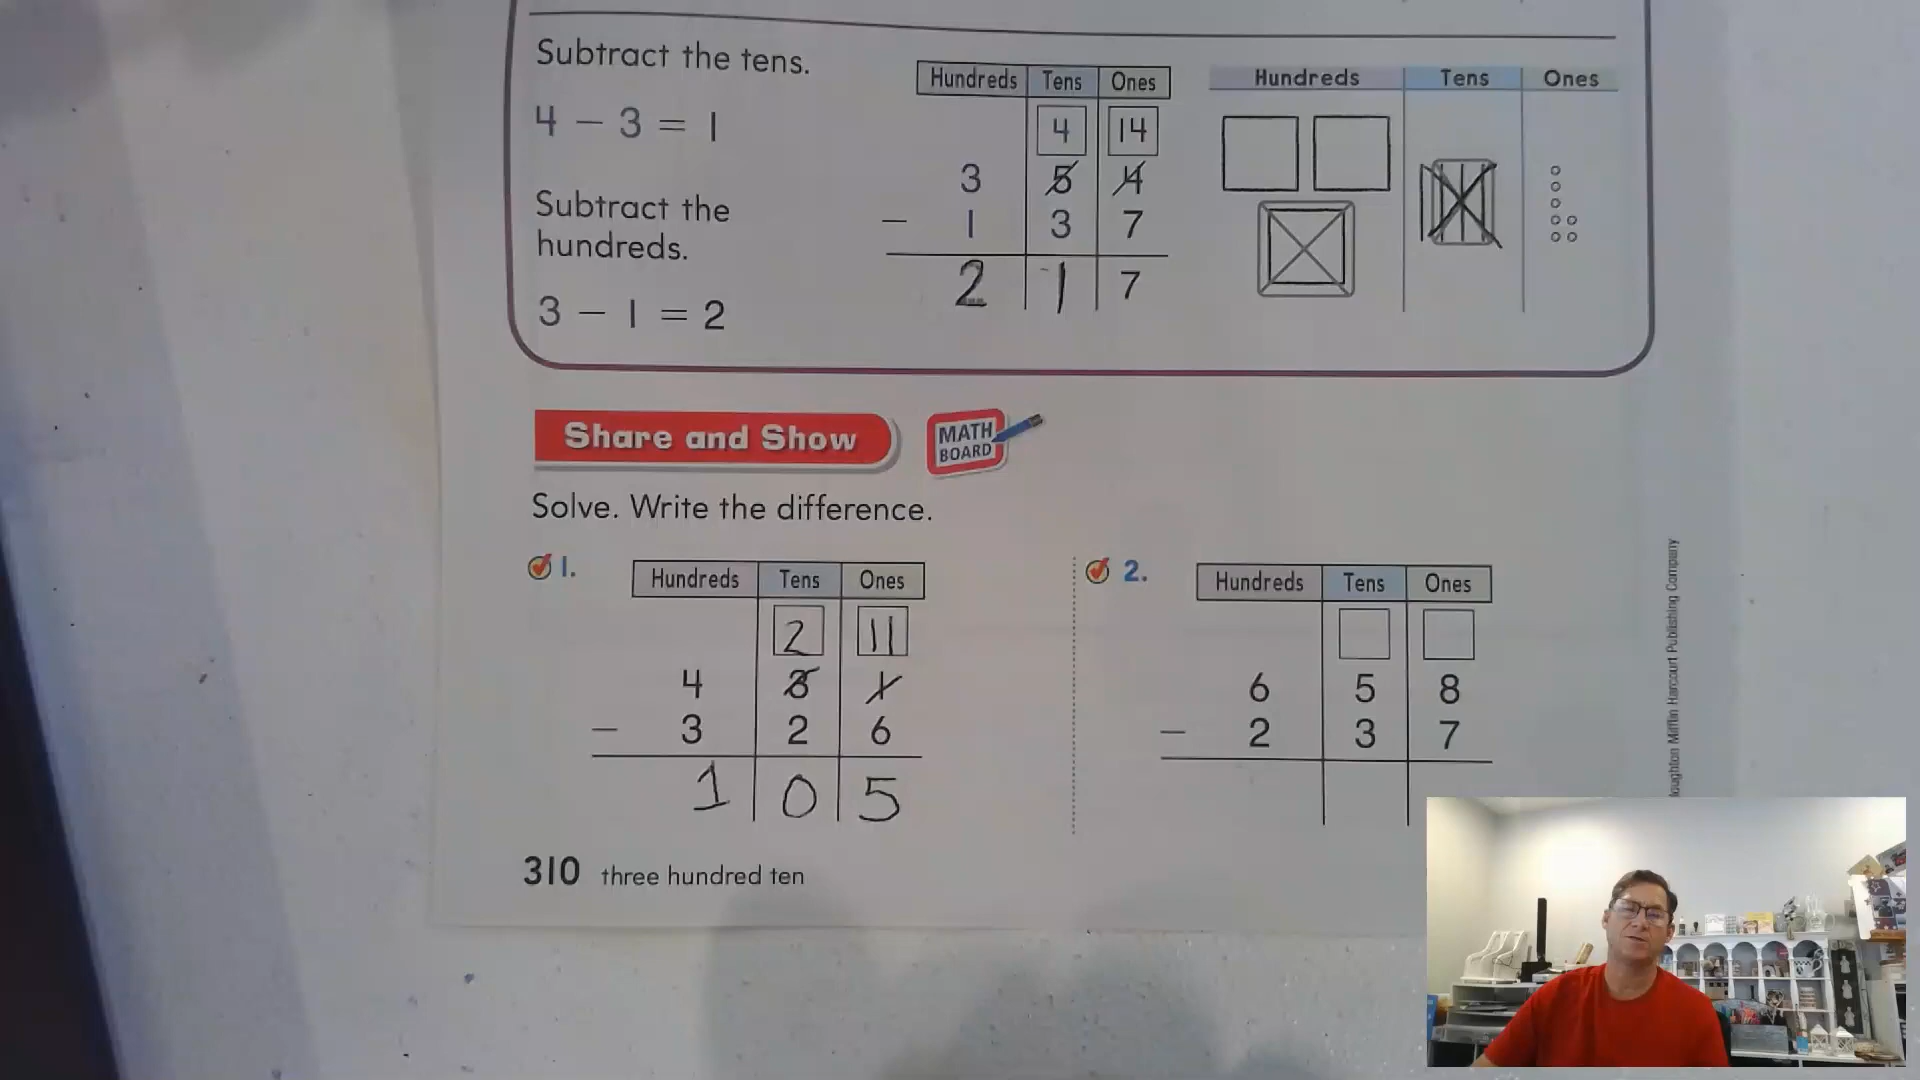 Subtract the tens.
4 – 3 = 1
Subtract the
hundreds.
3 – 1 = 2
Hundreds Tens Ones
4 14
3 5 4
– 1 3 7
2 1 7
Hundreds Tens Ones
Share and Show
MATH
BOARD
Solve. Write the difference.
1.
Hundreds Tens Ones
2 11
4 3 1
– 3 2 6
1 0 5
2.
Hundreds Tens Ones
6 5 8
– 2 3 7
310 three hundred ten
oughton Mifflin Harcourt Publishing Company